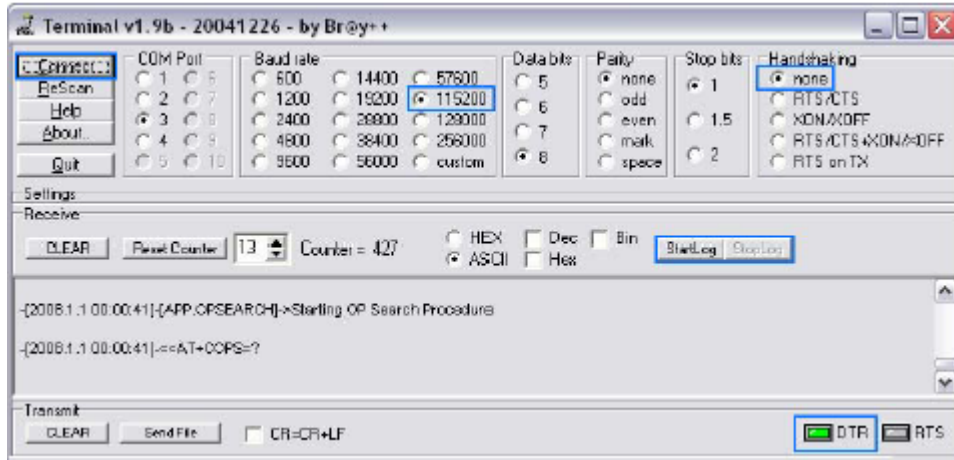 Terminal v1.9b - 20041226 - by Br@y++
Connect
ReScan
Help
About..
Quit
COM Port
1 6
2 7
3 8
4 9
5 10
Baud rate
600 14400 57600
1200 19200 115200
2400 28800 128000
4800 38400 256000
9600 56000 custom
Data bits
5
6
7
8
Parity
none
odd
even
mark
space
Stop bits
1
1.5
2
Handshaking
none
RTS/CTS
XON/XOFF
RTS/CTS+XON/XOFF
RTS on TX
Settings
Receive
CLEAR Reset Counter 13 Counter = 427 HEX Dec Bin
ASCII Hex
StartLog StopLog
-[2008.1.1 00:00:41]-[APP.OPSEARCH]->Starting OP Search Procedure
-[2008.1.1 00:00:41]-<<AT+COPS=?
Transmit
CLEAR Send File CR=CR+LF DTR RTS